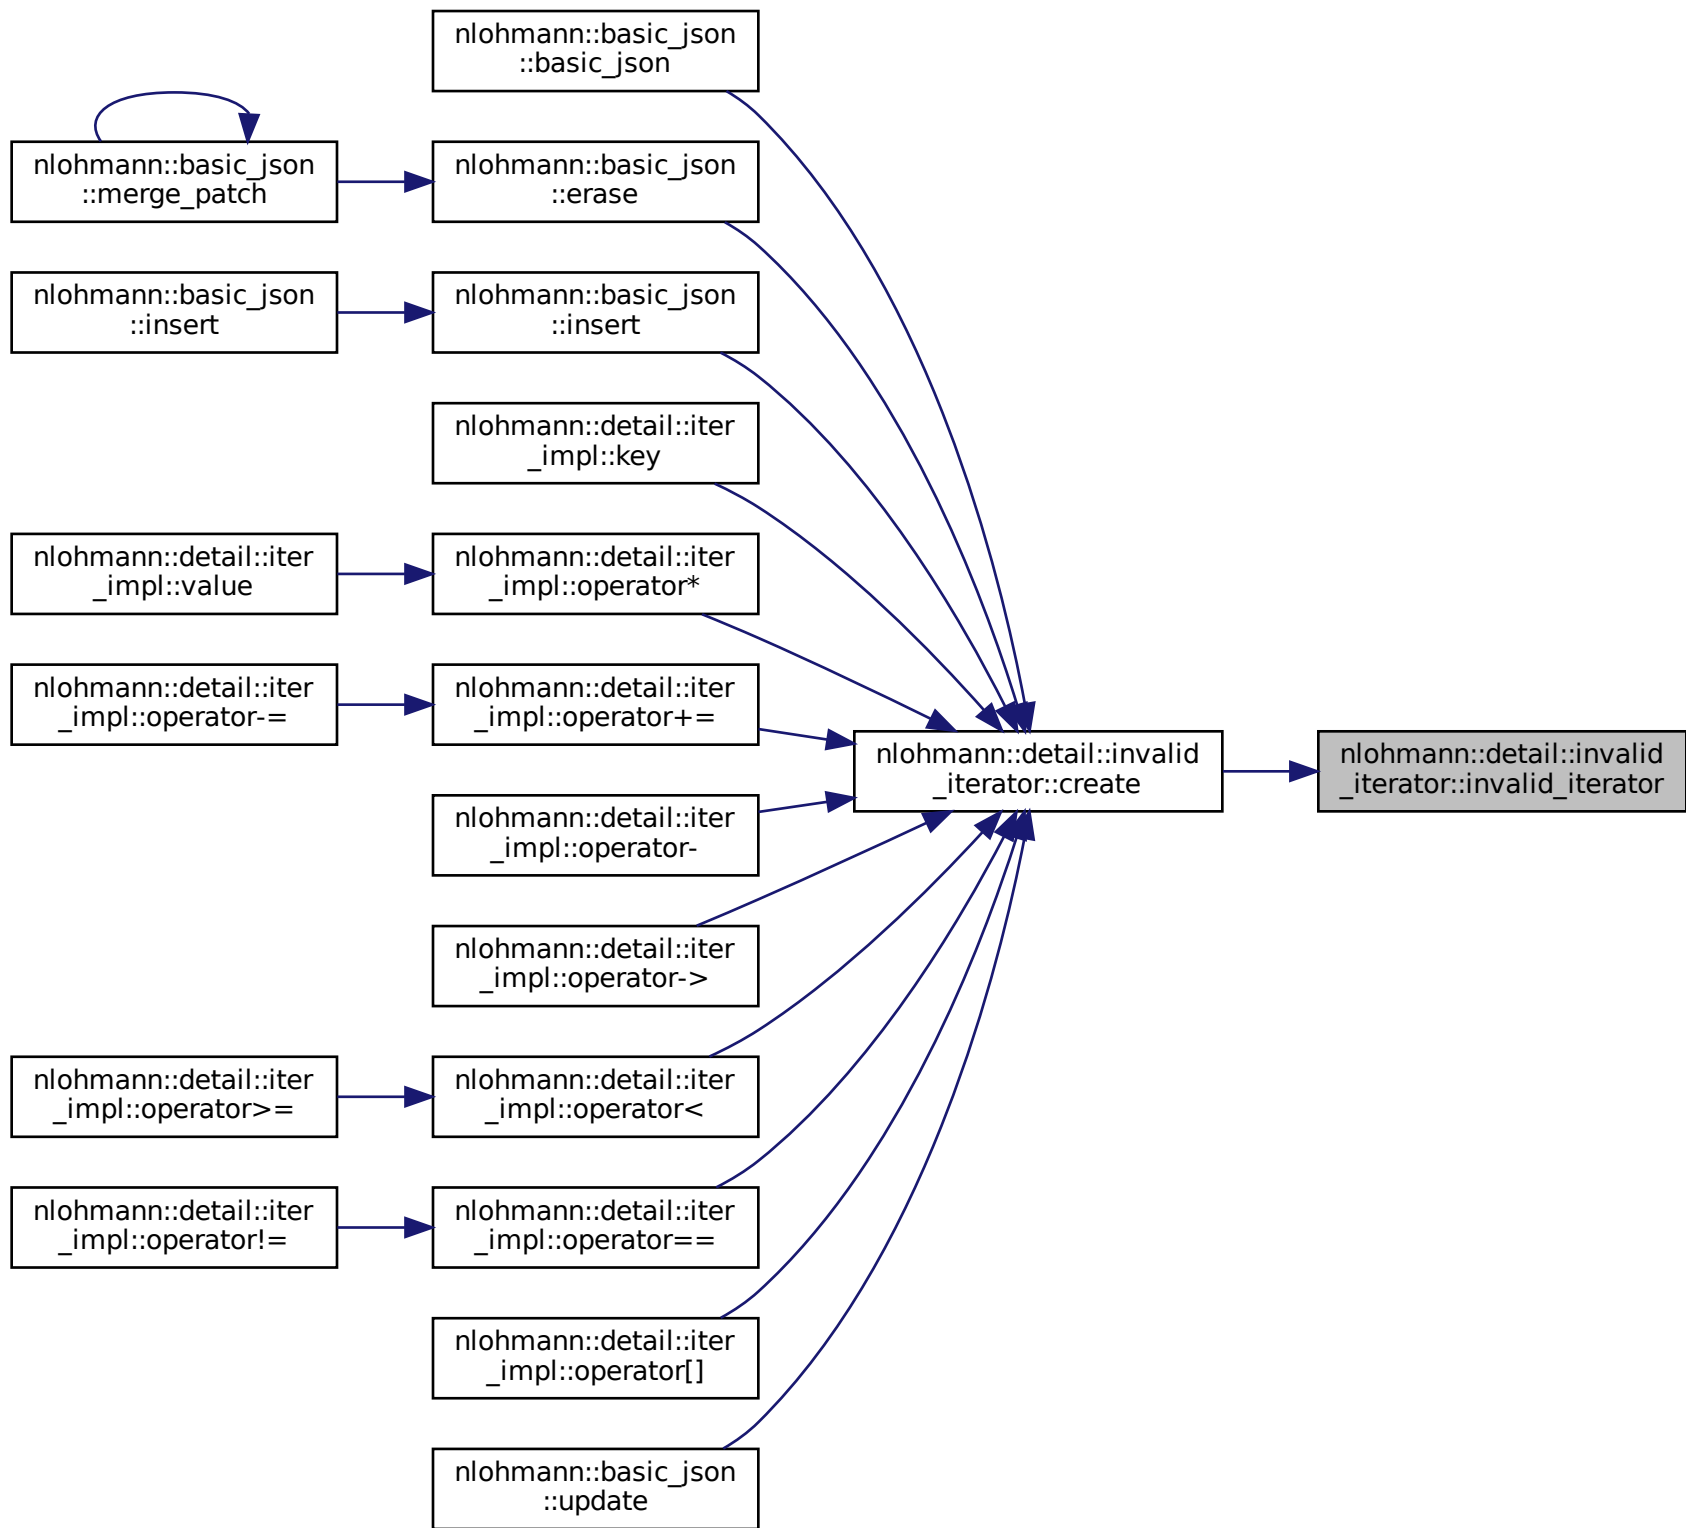 nlohmann::basic_json
::basic_json
nlohmann::basic_json
::merge_patch
nlohmann::basic_json
::erase
nlohmann::basic_json
::insert
nlohmann::basic_json
::insert
nlohmann::detail::iter
_impl::key
nlohmann::detail::iter
_impl::value
nlohmann::detail::iter
_impl::operator*
nlohmann::detail::iter
_impl::operator-=
nlohmann::detail::iter
_impl::operator+=
nlohmann::detail::invalid
_iterator::create
nlohmann::detail::invalid
_iterator::invalid_iterator
nlohmann::detail::iter
_impl::operator-
nlohmann::detail::iter
_impl::operator->
nlohmann::detail::iter
_impl::operator>=
nlohmann::detail::iter
_impl::operator<
nlohmann::detail::iter
_impl::operator!=
nlohmann::detail::iter
_impl::operator==
nlohmann::detail::iter
_impl::operator[]
nlohmann::basic_json
::update